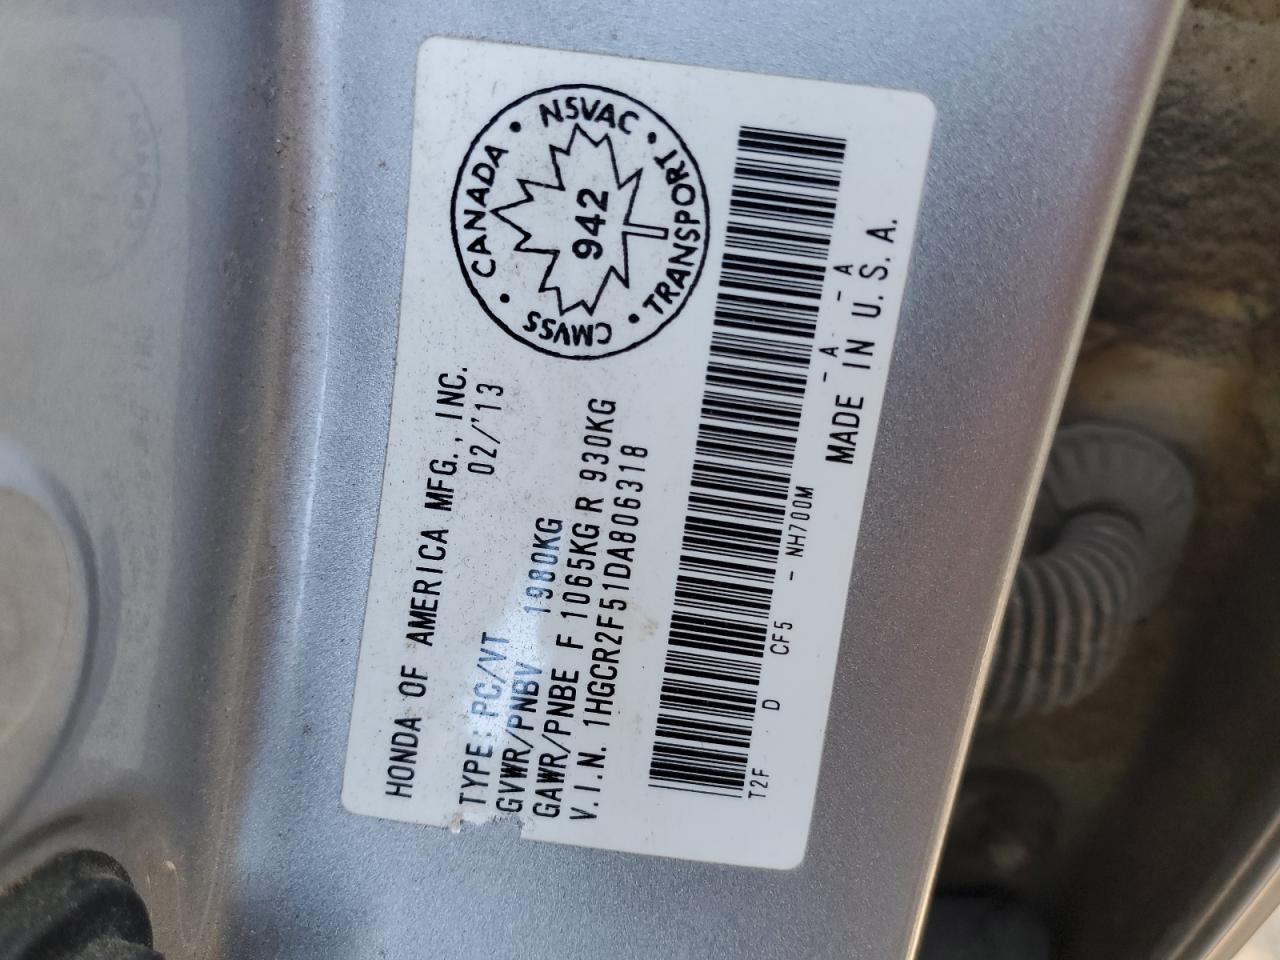 HONDA OF AMERICA MFG., INC.
02/'13
TYPE: PC/VT
GVWR/PNBV 1980KG
GAWR/PNBE F 1065KG R 930KG
V.I.N. 1HGCR2F51DA806318
CANADA • NSVAC • TRANSPORT • CMVSS •
942
T2F D CF5 - NH700M - A - A
MADE IN U.S.A.